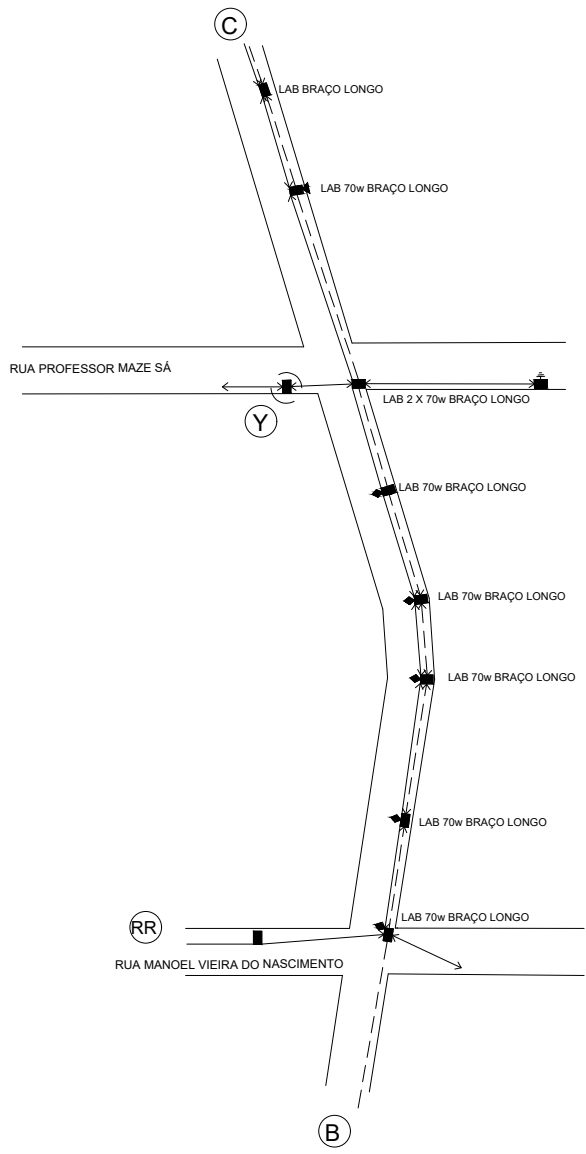 C
LAB BRAÇO LONGO
LAB 70w BRAÇO LONGO
RUA PROFESSOR MAZE SÁ
LAB 2 X 70w BRAÇO LONGO
Y
LAB 70w BRAÇO LONGO
LAB 70w BRAÇO LONGO
LAB 70w BRAÇO LONGO
LAB 70w BRAÇO LONGO
LAB 70w BRAÇO LONGO
RR
RUA MANOEL VIEIRA DO NASCIMENTO
B